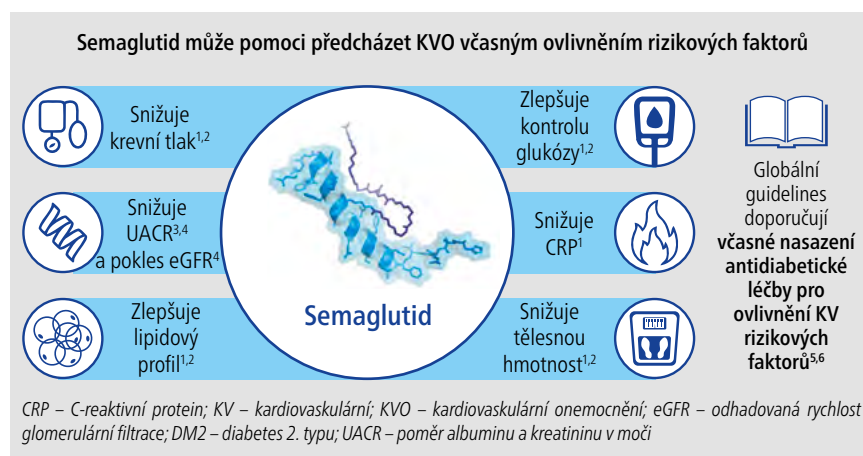 Semaglutid může pomoci předcházet KVO včasným ovlivněním rizikových faktorů
Snižuje
krevní tlak1,2
Snižuje
UACR3,4
a pokles eGFR4
Zlepšuje
lipidový
profil1,2
Semaglutid
Zlepšuje
kontrolu
glukózy1,2
Snižuje
CRP1
Snižuje
tělesnou
hmotnost1,2
Globální
guidelines
doporučují
včasné nasazení
antidiabetické
léčby pro
ovlivnění KV
rizikových
faktorů5,6
CRP – C-reaktivní protein; KV – kardiovaskulární; KVO – kardiovaskulární onemocnění; eGFR – odhadovaná rychlost
glomerulární filtrace; DM2 – diabetes 2. typu; UACR – poměr albuminu a kreatininu v moči